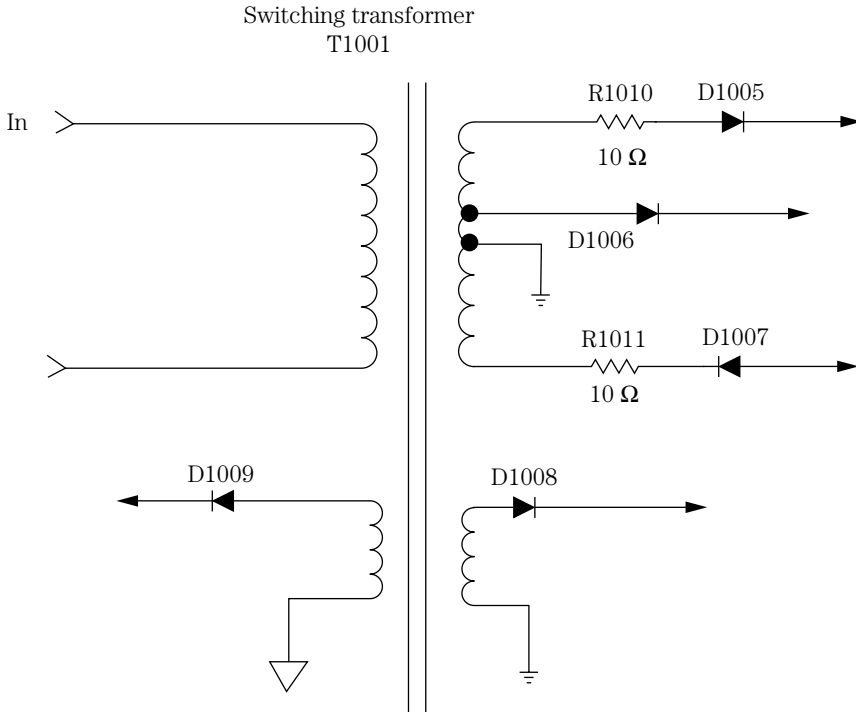 Switching transformer
T1001
In
R1010
D1005
10 Ω
D1006
R1011
D1007
10 Ω
D1009
D1008